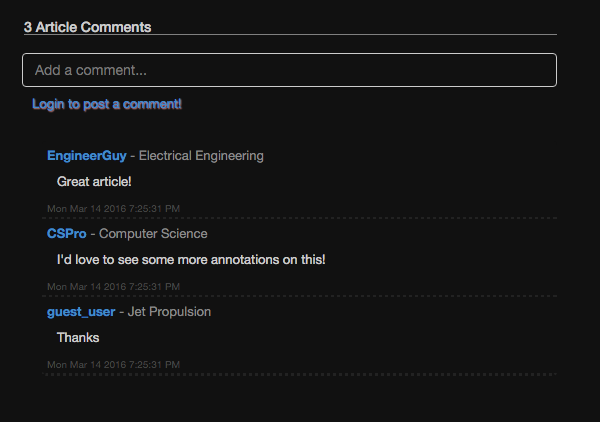 3 Article Comments
Add a comment...
Login to post a comment!
EngineerGuy - Electrical Engineering
Great article!
Mon Mar 14 2016 7:25:31 PM
CSPro - Computer Science
I'd love to see some more annotations on this!
Mon Mar 14 2016 7:25:31 PM
guest_user - Jet Propulsion
Thanks
Mon Mar 14 2016 7:25:31 PM